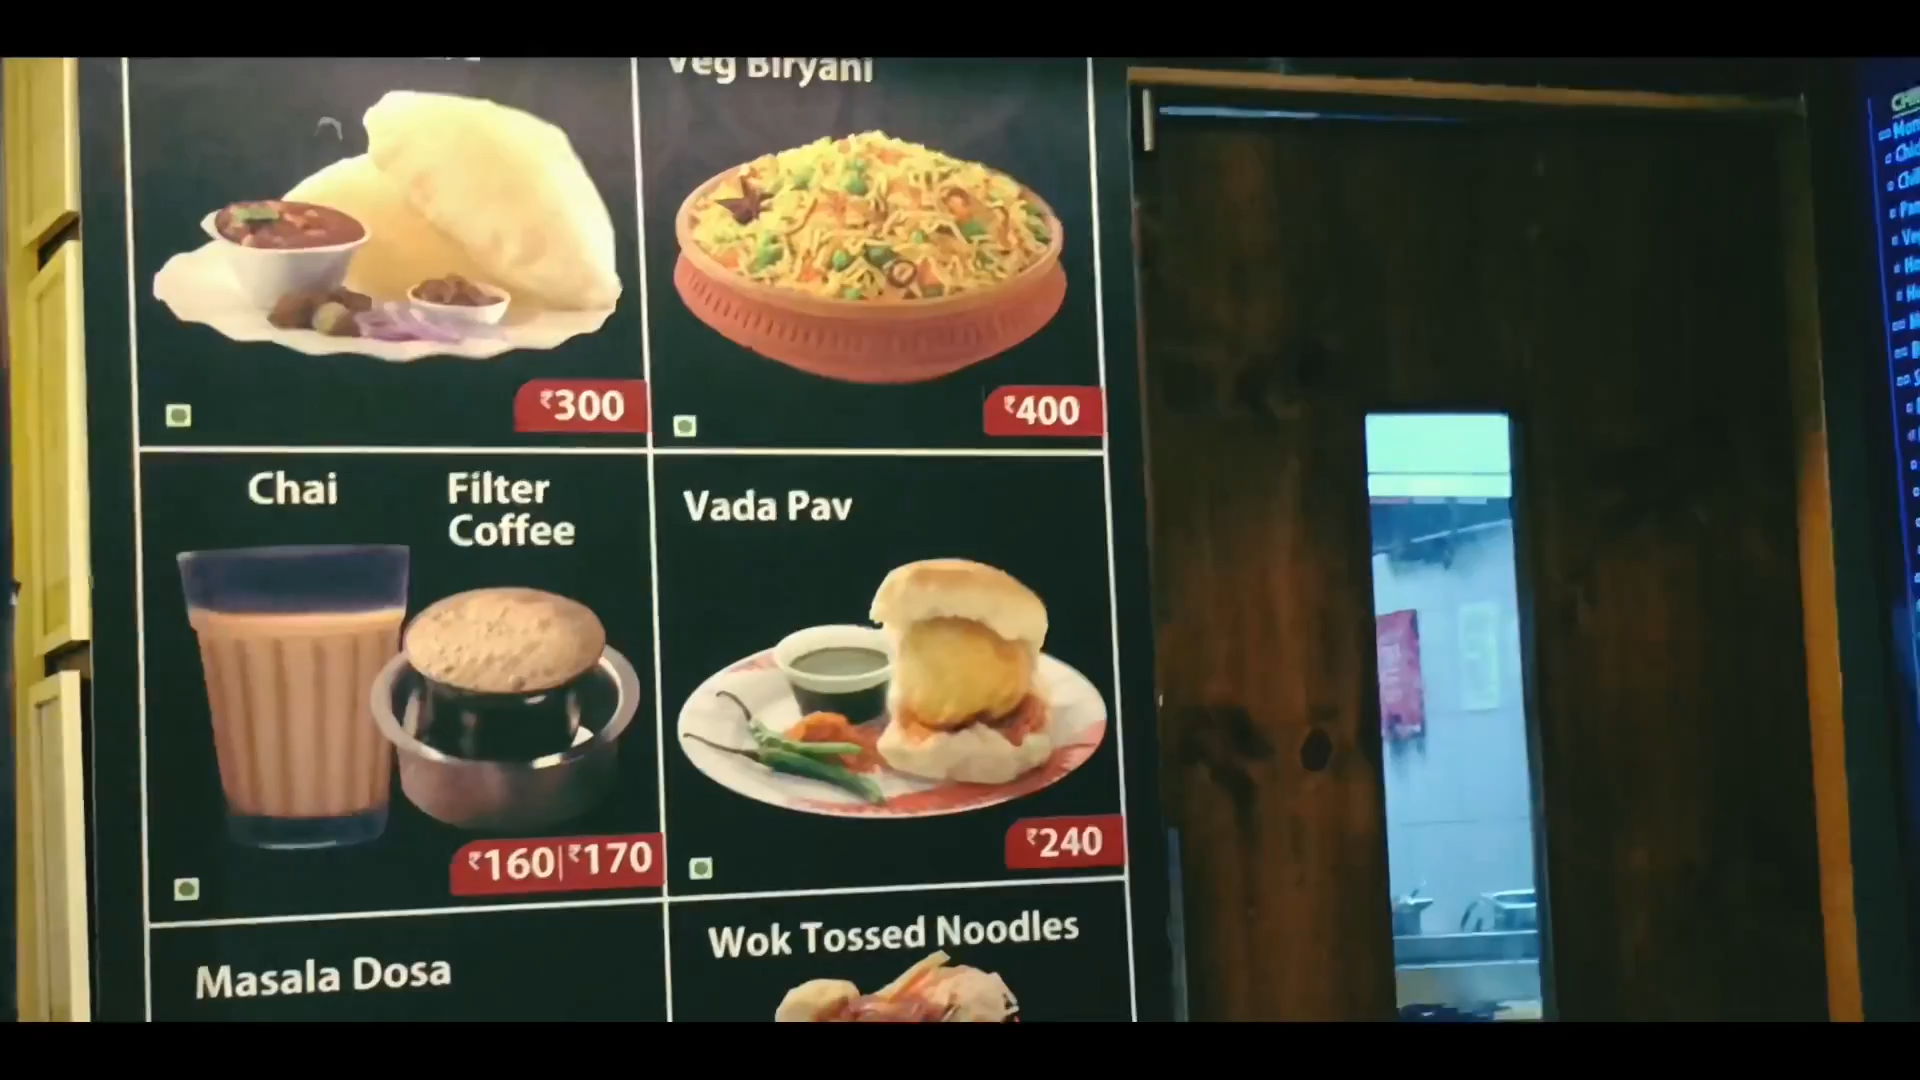 Veg Biryani
₹300
₹400
Chai
Filter
Coffee
Vada Pav
₹160|₹170
₹240
Masala Dosa
Wok Tossed Noodles